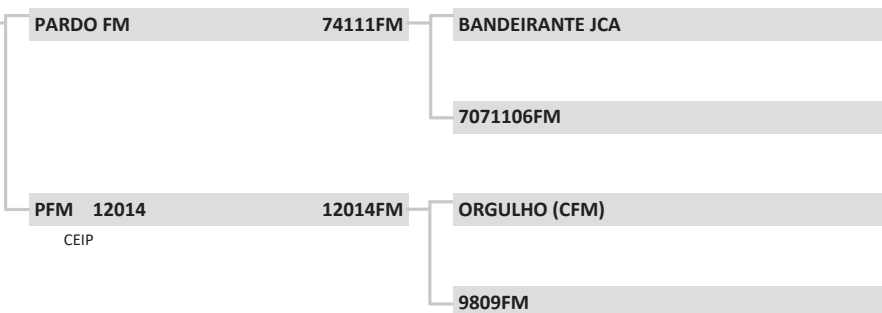 PARDO FM 74111FM BANDEIRANTE JCA
7071106FM
PFM 12014 12014FM ORGULHO (CFM)
CEIP
9809FM